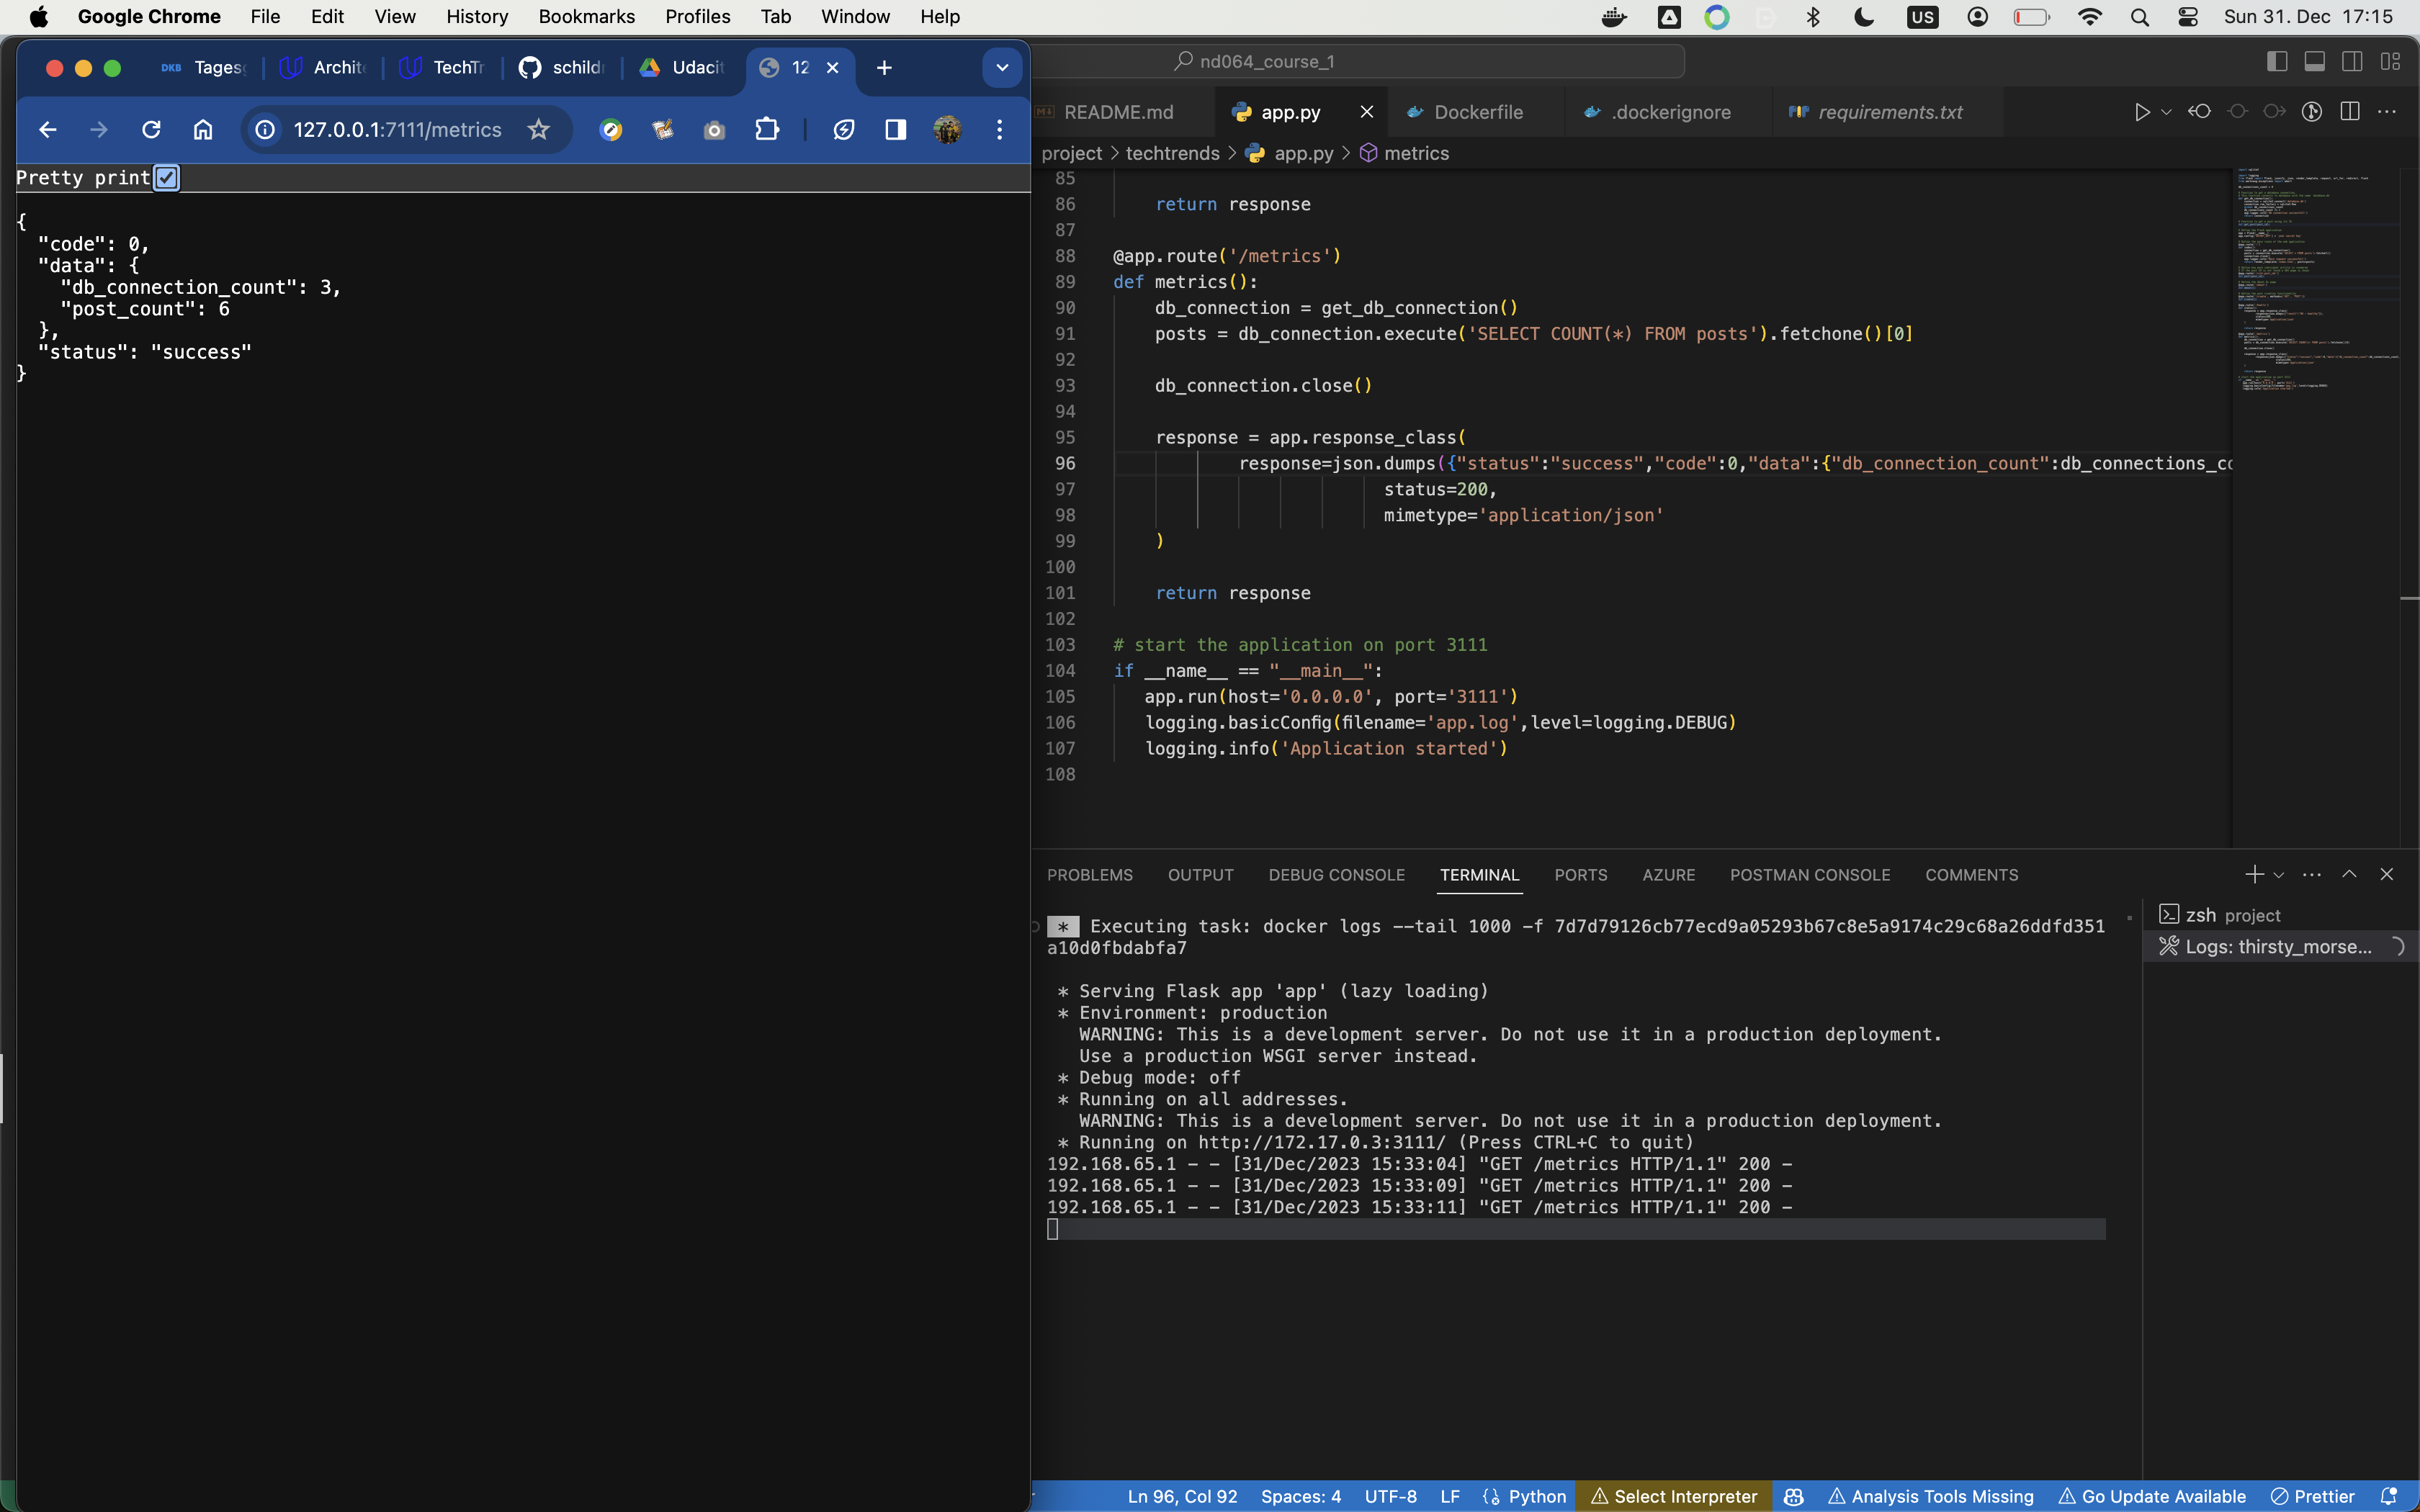 Google Chrome File Edit View History Bookmarks Profiles Tab Window Help US Sun 31. Dec 17:15
DKB Tages Archit TechTr schildr Udacit 12
127.0.0.1:7111/metrics
Pretty print
{
"code": 0,
"data": {
"db_connection_count": 3,
"post_count": 6
},
"status": "success"
}
nd064_course_1
README.md app.py Dockerfile .dockerignore requirements.txt
project > techtrends > app.py > metrics
85
86 return response
87
88 @app.route('/metrics')
89 def metrics():
90 db_connection = get_db_connection()
91 posts = db_connection.execute('SELECT COUNT(*) FROM posts').fetchone()[0]
92
93 db_connection.close()
94
95 response = app.response_class(
96 response=json.dumps({"status":"success","code":0,"data":{"db_connection_count":db_connections_co
97 status=200,
98 mimetype='application/json'
99 )
100
101 return response
102
103 # start the application on port 3111
104 if __name__ == "__main__":
105 app.run(host='0.0.0.0', port='3111')
106 logging.basicConfig(filename='app.log',level=logging.DEBUG)
107 logging.info('Application started')
108
PROBLEMS OUTPUT DEBUG CONSOLE TERMINAL PORTS AZURE POSTMAN CONSOLE COMMENTS
* Executing task: docker logs --tail 1000 -f 7d7d79126cb77ecd9a05293b67c8e5a9174c29c68a26ddfd351
a10d0fbdabfa7
* Serving Flask app 'app' (lazy loading)
* Environment: production
WARNING: This is a development server. Do not use it in a production deployment.
Use a production WSGI server instead.
* Debug mode: off
* Running on all addresses.
WARNING: This is a development server. Do not use it in a production deployment.
* Running on http://172.17.0.3:3111/ (Press CTRL+C to quit)
192.168.65.1 - - [31/Dec/2023 15:33:04] "GET /metrics HTTP/1.1" 200 -
192.168.65.1 - - [31/Dec/2023 15:33:09] "GET /metrics HTTP/1.1" 200 -
192.168.65.1 - - [31/Dec/2023 15:33:11] "GET /metrics HTTP/1.1" 200 -
zsh project
Logs: thirsty_morse...
Ln 96, Col 92 Spaces: 4 UTF-8 LF Python Select Interpreter Analysis Tools Missing Go Update Available Prettier